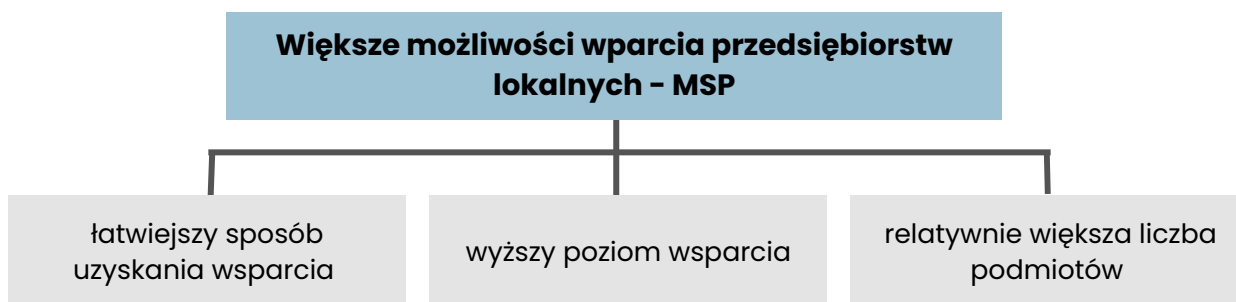 Większe możliwości wparcia przedsiębiorstw
lokalnych - MSP
łatwiejszy sposób
uzyskania wsparcia
wyższy poziom wsparcia
relatywnie większa liczba
podmiotów